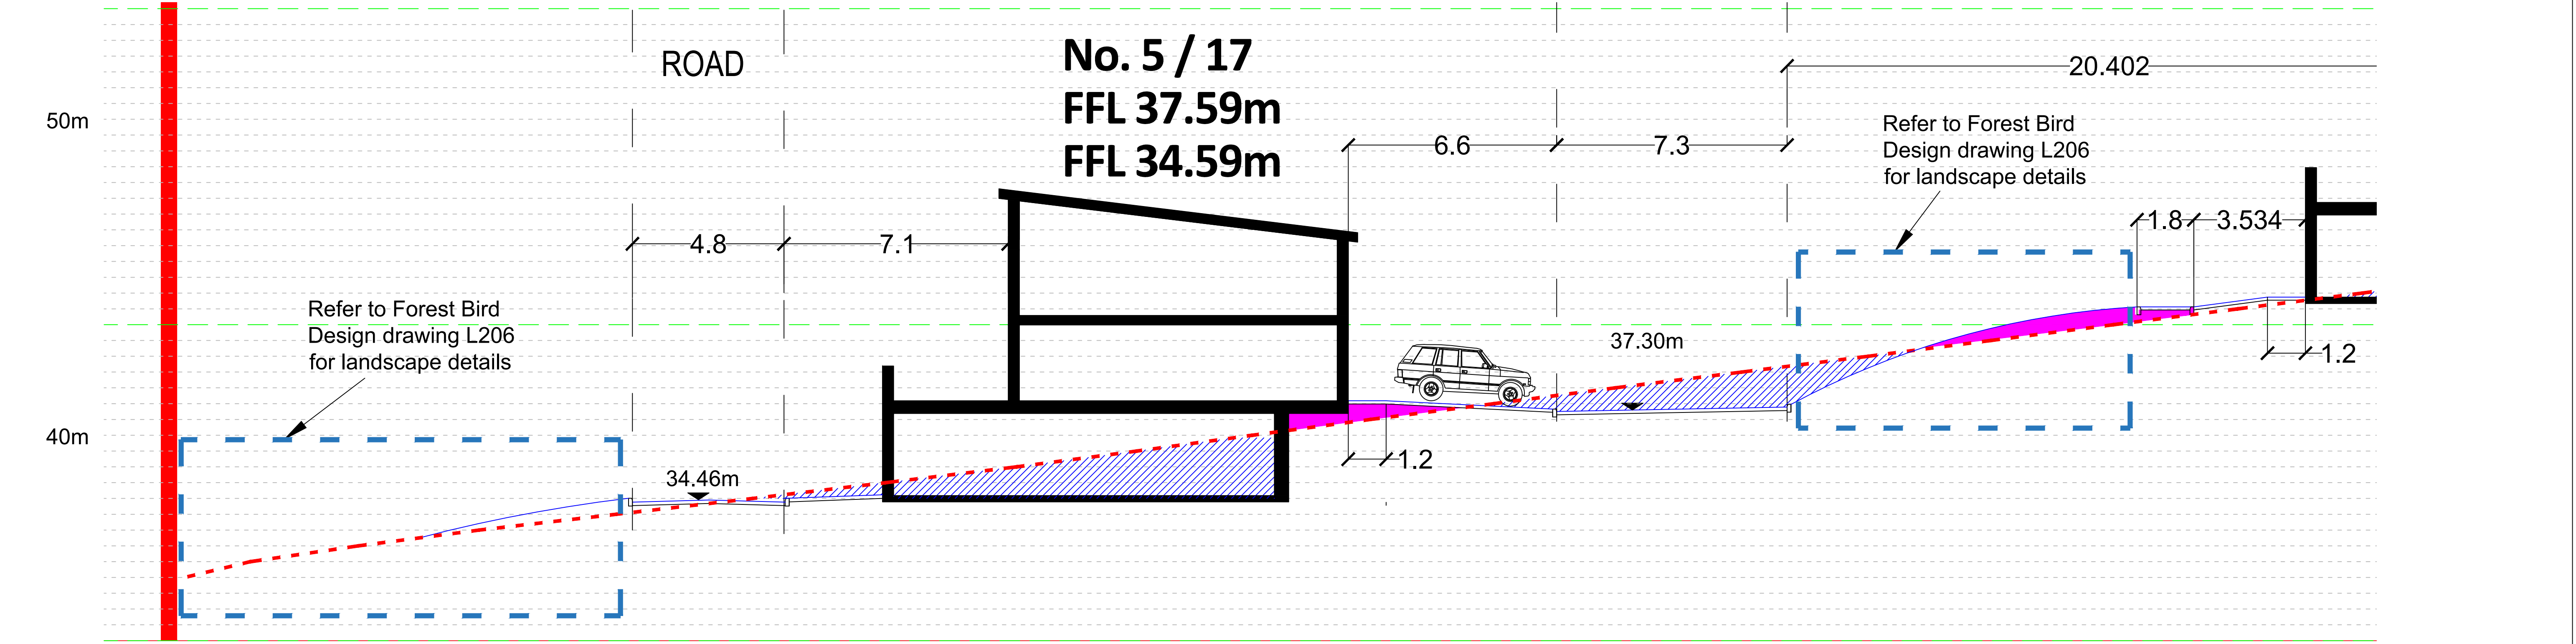 ROAD
No. 5 / 17
FFL 37.59m
FFL 34.59m
20.402
50m
Refer to Forest Bird
Design drawing L206
for landscape details
6.6
7.3
1.8
3.534
4.8
7.1
Refer to Forest Bird
Design drawing L206
for landscape details
37.30m
1.2
40m
1.2
34.46m